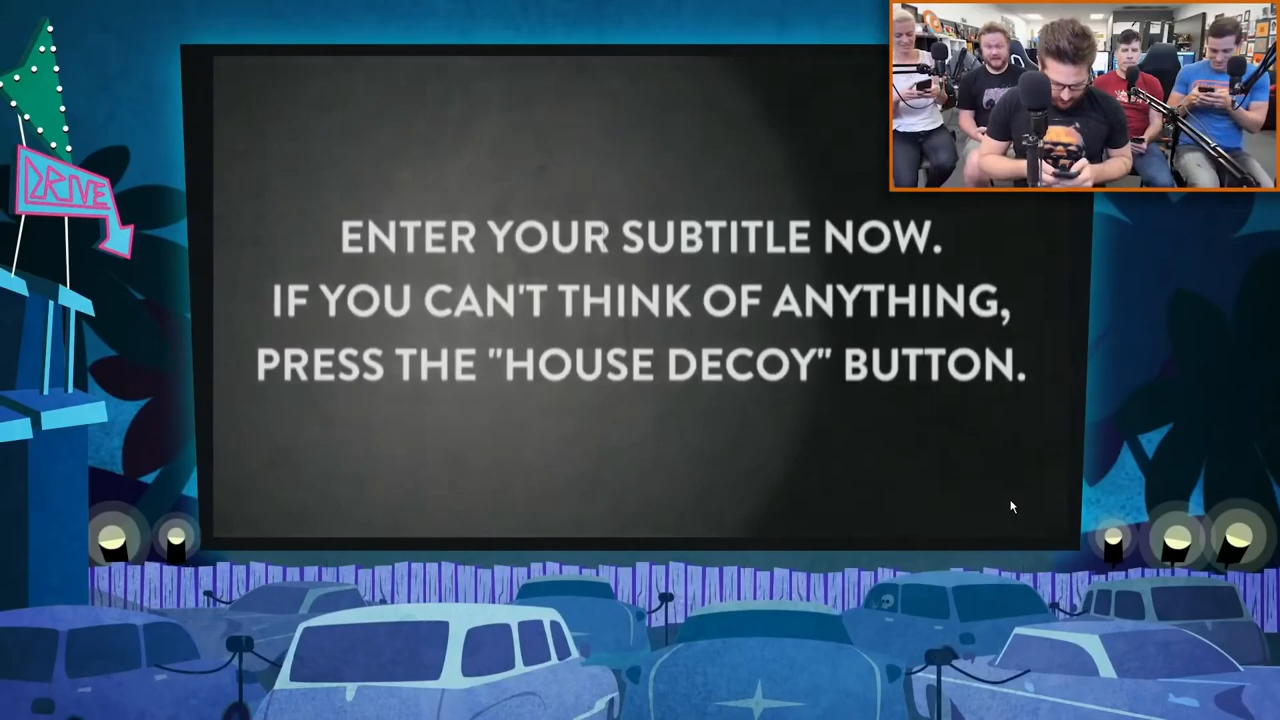 DRIVE
ENTER YOUR SUBTITLE NOW.
IF YOU CAN'T THINK OF ANYTHING,
PRESS THE "HOUSE DECOY" BUTTON.